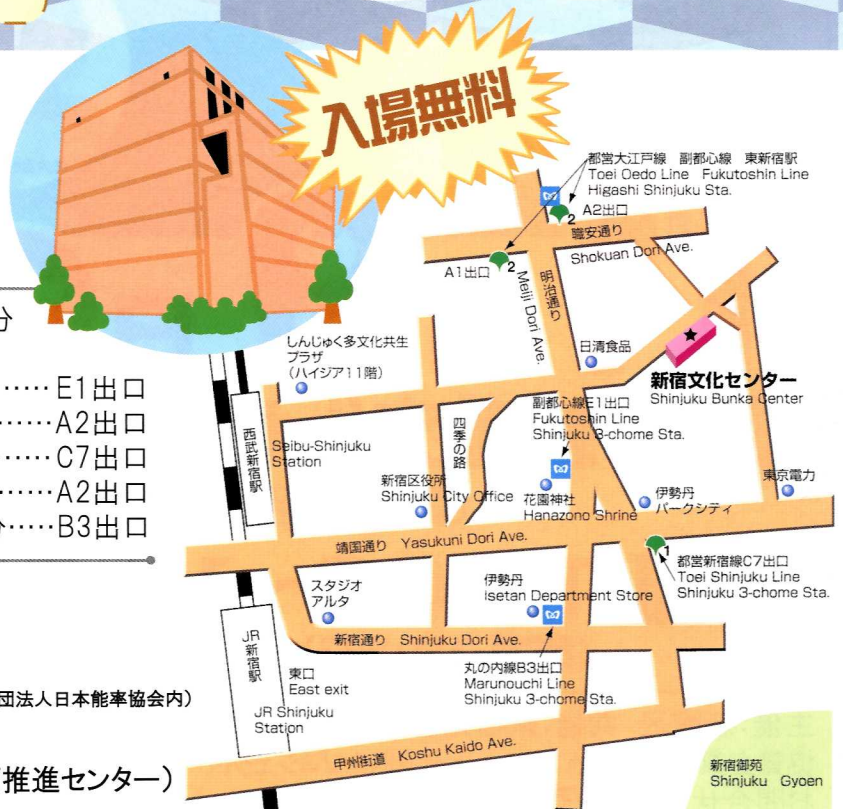 入場無料
分
……E1出口
……A2出口
……C7出口
……A2出口
……B3出口
団法人日本能率協会内）
推進センター）
都営大江戸線　副都心線　東新宿駅
Toei Oedo Line　Fukutoshin Line
Higashi Shinjuku Sta.
A2出口
2
職安通り
Shokuan Dori Ave.
A1出口
2
明治通り
Meiji Dori Ave.
しんじゅく多文化共生
プラザ
（ハイジア11階）
日清食品
新宿文化センター
Shinjuku Bunka Center
副都心線E1出口
Fukutoshin Line
Shinjuku 3-chome Sta.
四季の路
西武新宿駅
Seibu-Shinjuku
Station
新宿区役所
Shinjuku City Office
花園神社
Hanazono Shrine
伊勢丹
パークシティ
東京電力
靖国通り　Yasukuni Dori Ave.
1
都営新宿線C7出口
Toei Shinjuku Line
Shinjuku 3-chome Sta.
スタジオ
アルタ
伊勢丹
Isetan Department Store
新宿通り　Shinjuku Dori Ave.
JR新宿駅
東口
East exit
JR Shinjuku
Station
丸の内線B3出口
Marunouchi Line
Shinjuku 3-chome Sta.
甲州街道　Koshu Kaido Ave.
新宿御苑
Shinjuku　Gyoen